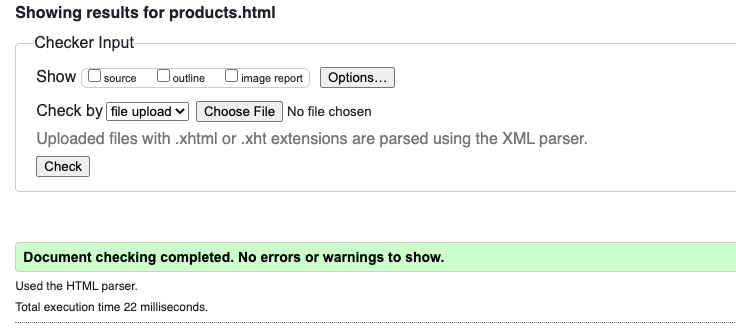 Showing results for products.html
Checker Input
Show source outline image report Options...
Check by file upload Choose File No file chosen
Uploaded files with .xhtml or .xht extensions are parsed using the XML parser.
Check
Document checking completed. No errors or warnings to show.
Used the HTML parser.
Total execution time 22 milliseconds.